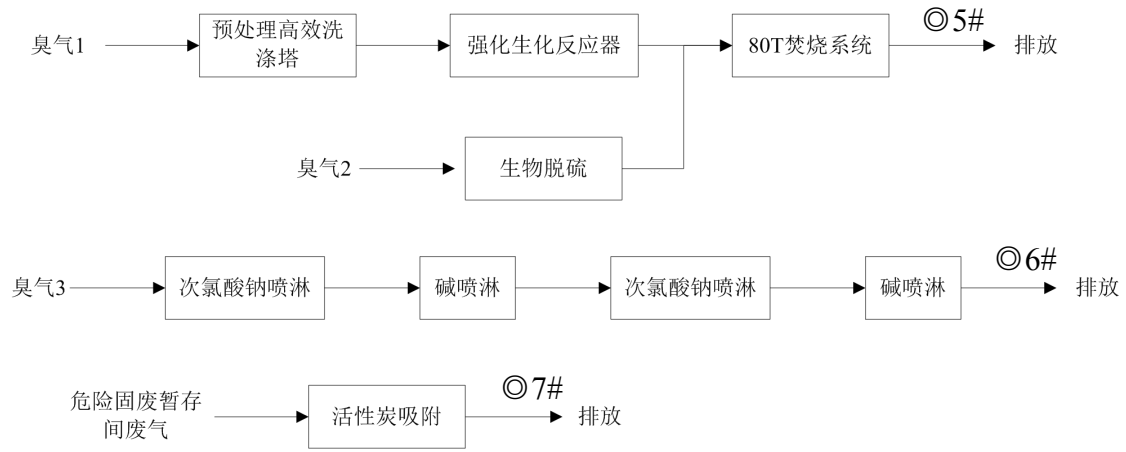 ◎5#
臭气1
预处理高效洗
涤塔
强化生化反应器
80T焚烧系统
排放
臭气2
生物脱硫
◎6#
臭气3
次氯酸钠喷淋
碱喷淋
次氯酸钠喷淋
碱喷淋
排放
◎7#
危险固废暂存
间废气
活性炭吸附
排放